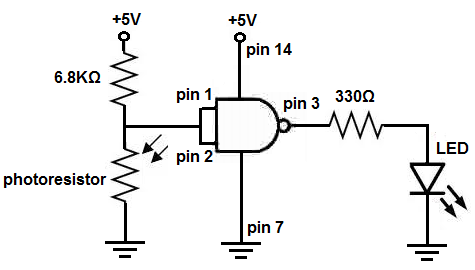 +5V
+5V
pin 14
6.8KΩ
pin 1
pin 3
330Ω
pin 2
LED
photoresistor
pin 7